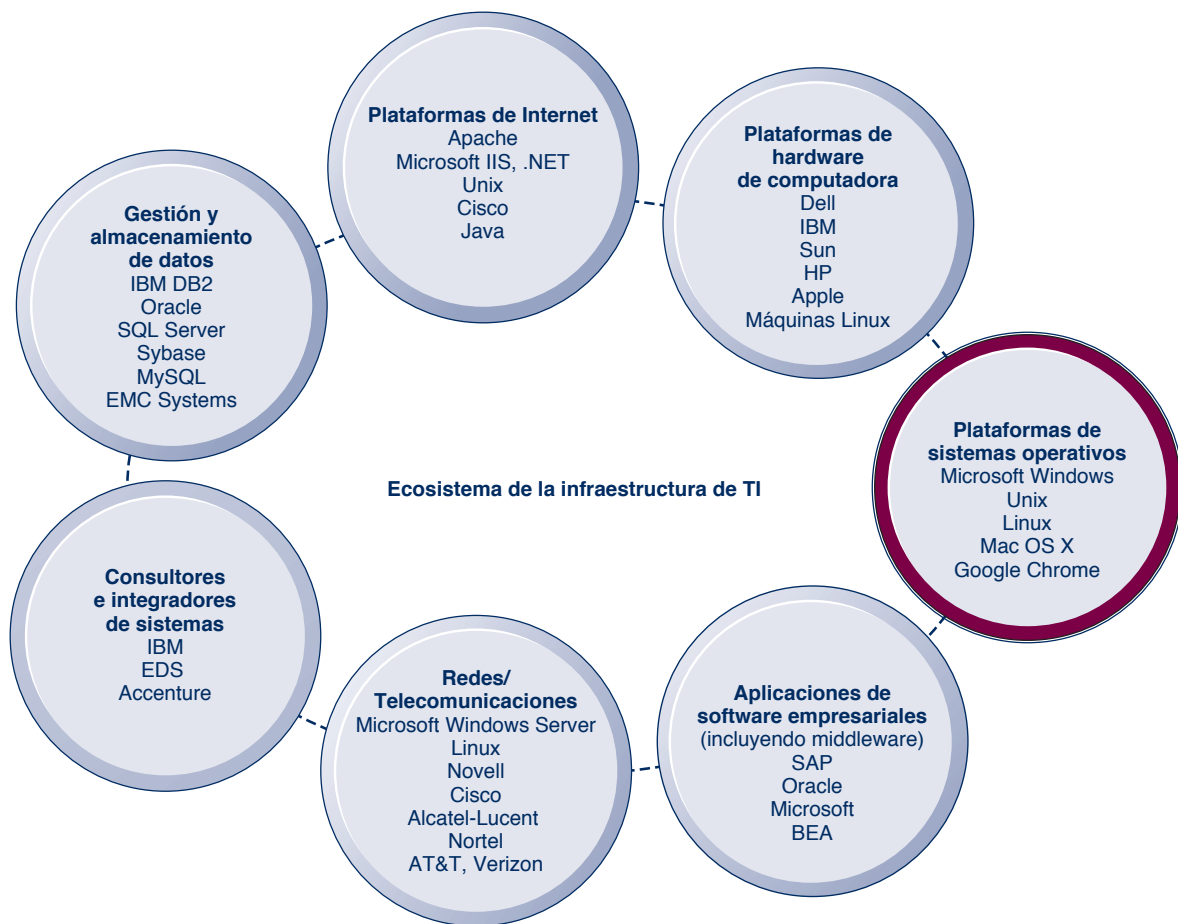 Plataformas de Internet
Apache
Microsoft IIS, .NET
Unix
Cisco
Java
Plataformas de
hardware
de computadora
Dell
IBM
Sun
HP
Apple
Máquinas Linux
Gestión y
almacenamiento
de datos
IBM DB2
Oracle
SQL Server
Sybase
MySQL
EMC Systems
Plataformas de
sistemas operativos
Microsoft Windows
Unix
Linux
Mac OS X
Google Chrome
Ecosistema de la infraestructura de TI
Consultores
e integradores
de sistemas
IBM
EDS
Accenture
Redes/
Telecomunicaciones
Microsoft Windows Server
Linux
Novell
Cisco
Alcatel-Lucent
Nortel
AT&T, Verizon
Aplicaciones de
software empresariales
(incluyendo middleware)
SAP
Oracle
Microsoft
BEA